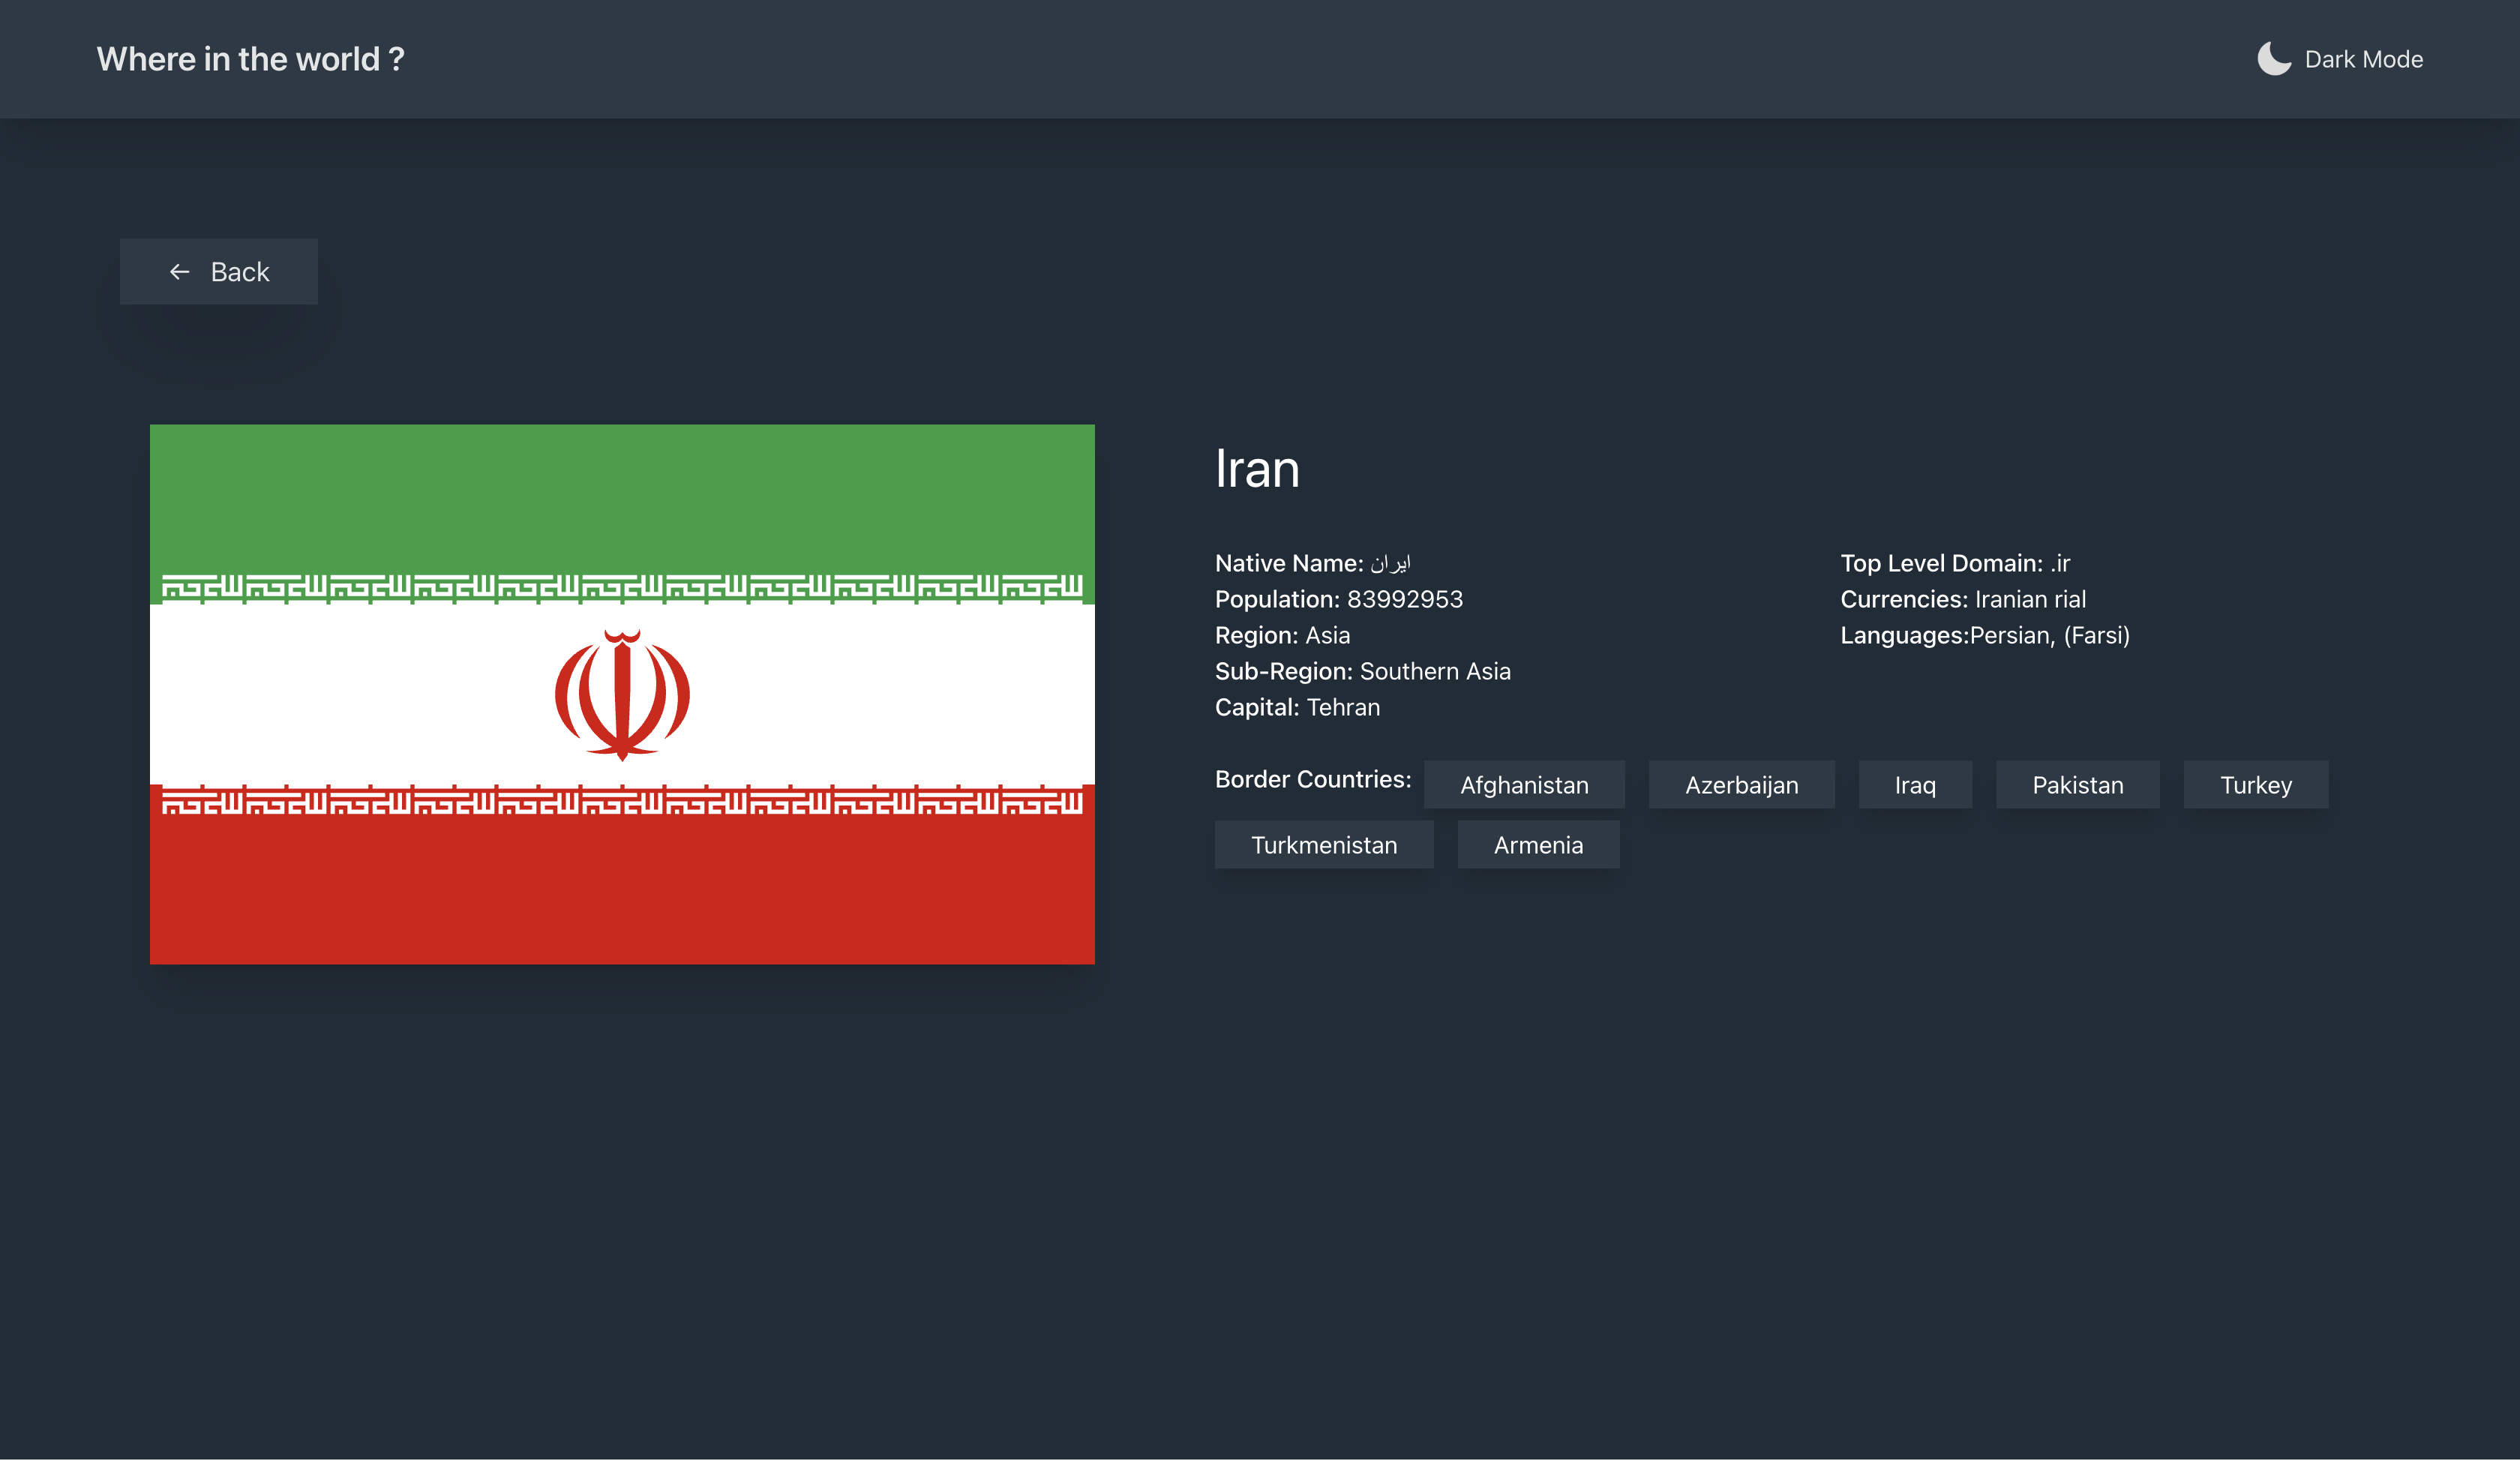 Where in the world ?
Dark Mode
Back
Iran
Native Name: ایران
Population: 83992953
Region: Asia
Sub-Region: Southern Asia
Capital: Tehran
Top Level Domain: .ir
Currencies: Iranian rial
Languages:Persian, (Farsi)
Border Countries: Afghanistan Azerbaijan Iraq Pakistan Turkey
Turkmenistan Armenia